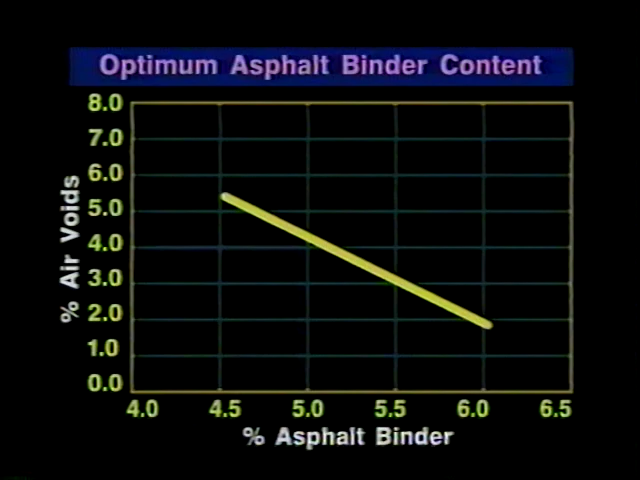 Optimum Asphalt Binder Content
8.0
7.0
6.0
5.0
4.0
3.0
2.0
1.0
0.0
% Air Voids
4.0 4.5 5.0 5.5 6.0 6.5
% Asphalt Binder